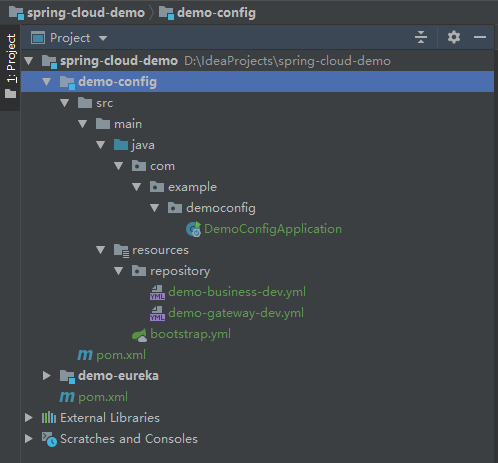 spring-cloud-demo demo-config
1: Project
Project
spring-cloud-demo D:\IdeaProjects\spring-cloud-demo
demo-config
src
main
java
com
example
democonfig
DemoConfigApplication
resources
repository
YML demo-business-dev.yml
YML demo-gateway-dev.yml
bootstrap.yml
m pom.xml
demo-eureka
m pom.xml
External Libraries
Scratches and Consoles